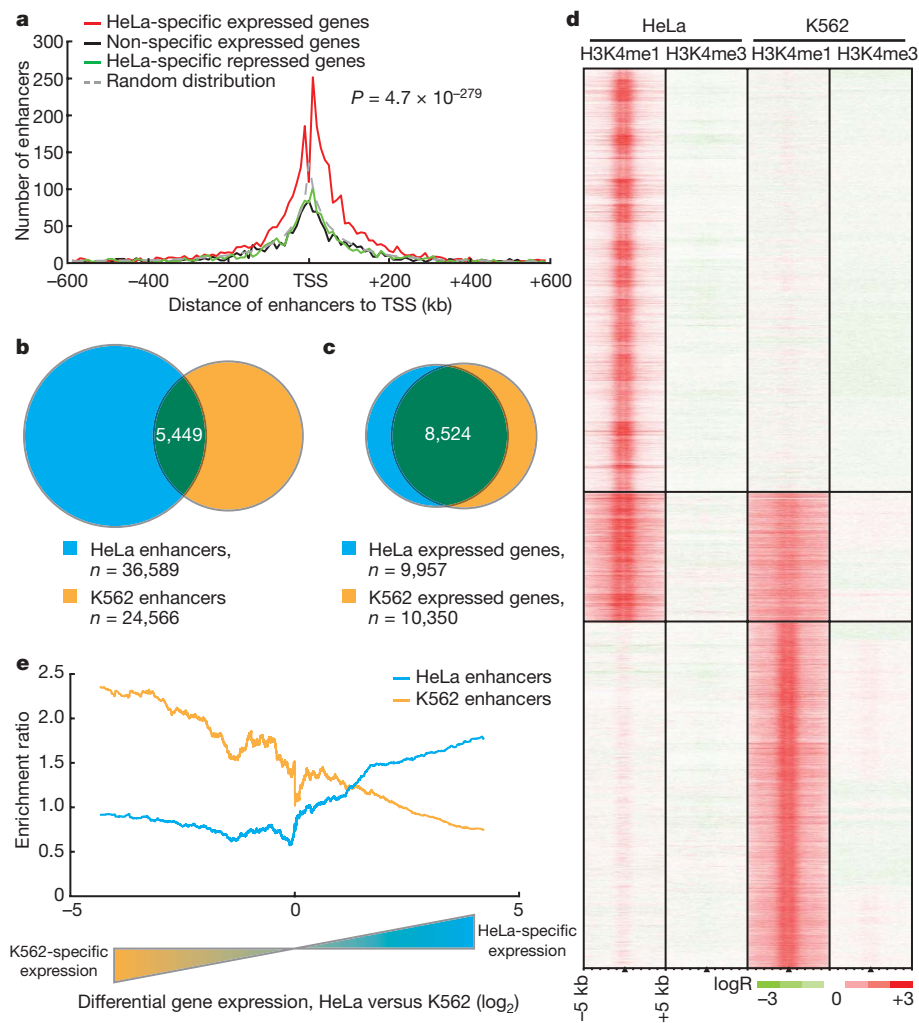 a
HeLa-specific expressed genes
Non-specific expressed genes
HeLa-specific repressed genes
Random distribution
P = 4.7 × 10⁻²⁷⁹
Number of enhancers
300
250
200
150
100
50
0
−600
−400
−200
TSS
+200
+400
+600
Distance of enhancers to TSS (kb)
b
5,449
HeLa enhancers,
n = 36,589
K562 enhancers
n = 24,566
c
8,524
HeLa expressed genes,
n = 9,957
K562 expressed genes,
n = 10,350
d
HeLa
K562
H3K4me1
H3K4me3
H3K4me1
H3K4me3
−5 kb
+5 kb
logR
−3
0
+3
e
HeLa enhancers
K562 enhancers
Enrichment ratio
2.5
2.0
1.5
1.0
0.5
0
−5
0
5
K562-specific
expression
HeLa-specific
expression
Differential gene expression, HeLa versus K562 (log₂)